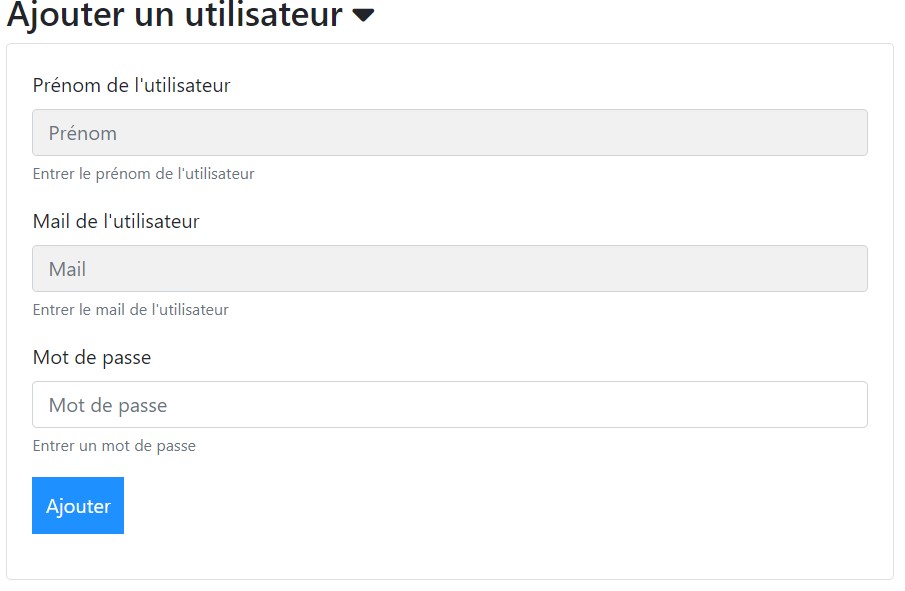 Ajouter un utilisateur
Prénom de l'utilisateur
Prénom
Entrer le prénom de l'utilisateur
Mail de l'utilisateur
Mail
Entrer le mail de l'utilisateur
Mot de passe
Mot de passe
Entrer un mot de passe
Ajouter